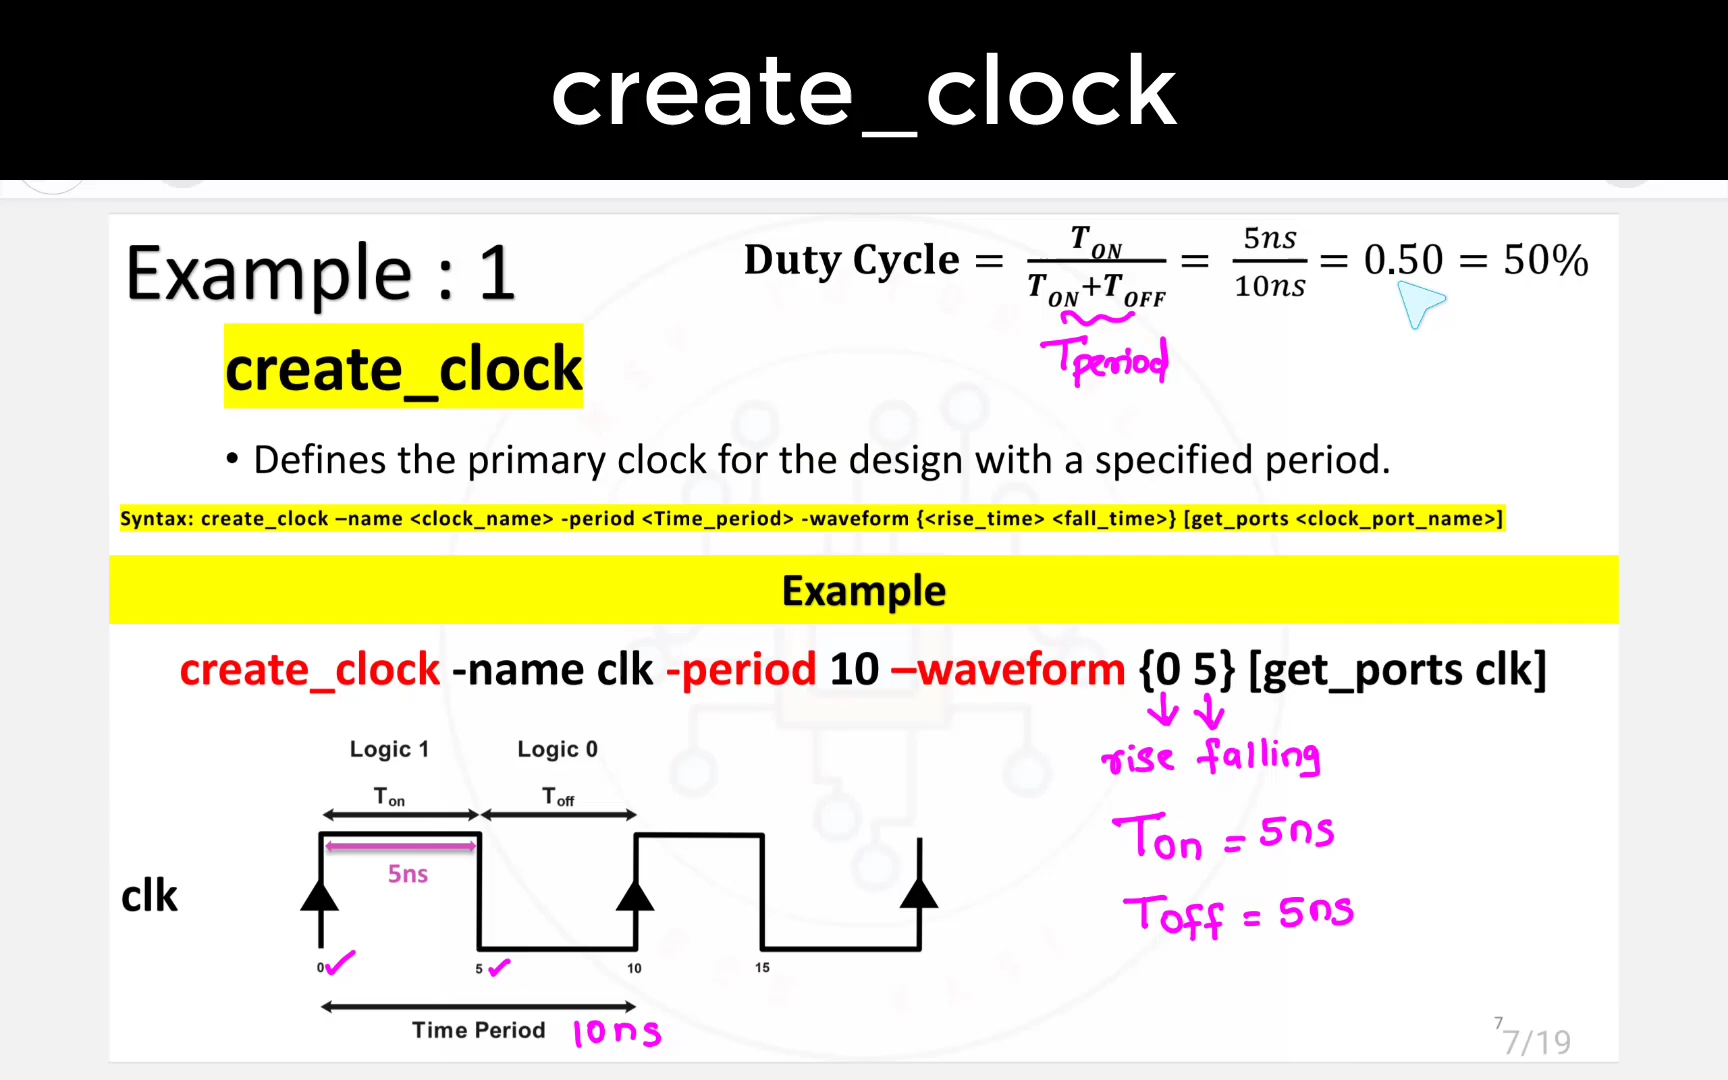 create_clock
Example : 1
Duty Cycle = T_ON / (T_ON+T_OFF) = 5ns / 10ns = 0.50 = 50%
Tperiod
create_clock
• Defines the primary clock for the design with a specified period.
Syntax: create_clock –name <clock_name> -period <Time_period> -waveform {<rise_time> <fall_time>} [get_ports <clock_port_name>]
Example
create_clock -name clk -period 10 –waveform {0 5} [get_ports clk]
rise falling
Logic 1 Logic 0
Ton Toff
Ton = 5ns
5ns
clk
Toff = 5ns
0 5 10 15
Time Period 10ns
7
7/19